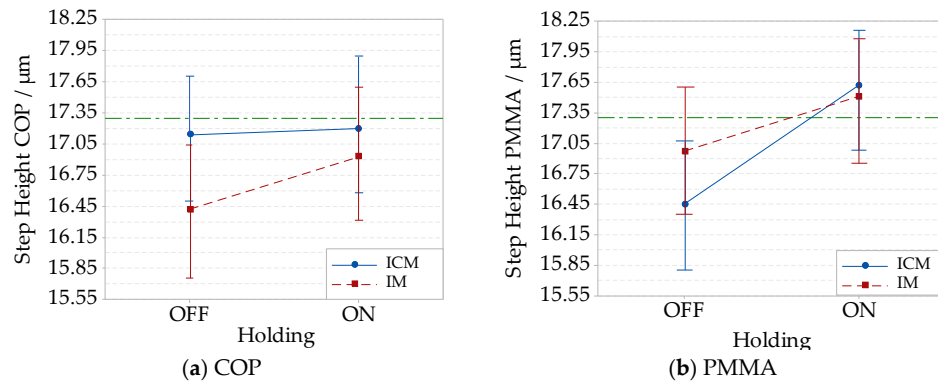 Step Height COP / µm
18.25
17.95
17.65
17.35
17.05
16.75
16.45
16.15
15.85
15.55
ICM
IM
OFF
ON
Holding
(a) COP
Step Height PMMA / µm
18.25
17.95
17.65
17.35
17.05
16.75
16.45
16.15
15.85
15.55
ICM
IM
OFF
ON
Holding
(b) PMMA